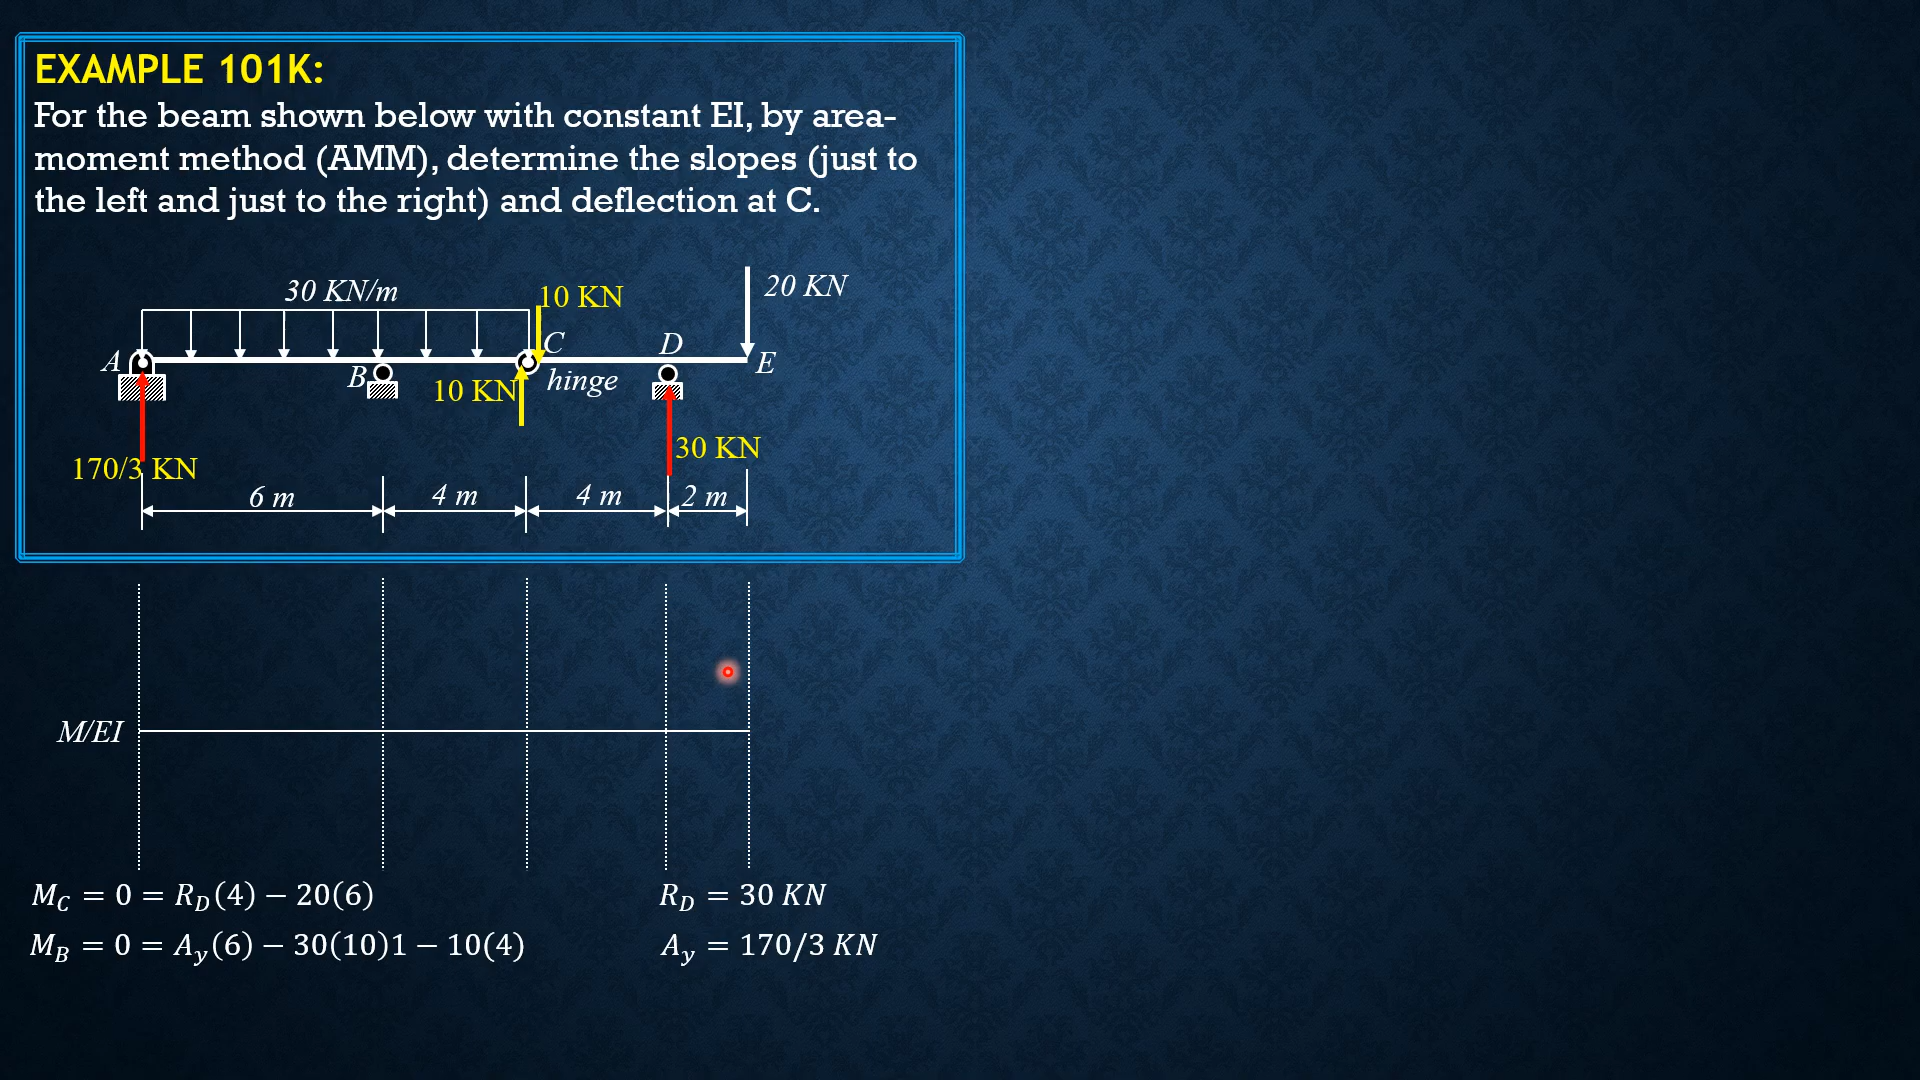 EXAMPLE 101K:
For the beam shown below with constant EI, by area-
moment method (AMM), determine the slopes (just to
the left and just to the right) and deflection at C.
30 KN/m
10 KN
20 KN
A
B
C
D
E
10 KN
hinge
170/3 KN
30 KN
6 m
4 m
4 m
2 m
M/EI
M_C = 0 = R_D(4) − 20(6)
R_D = 30 KN
M_B = 0 = A_y(6) − 30(10)1 − 10(4)
A_y = 170/3 KN